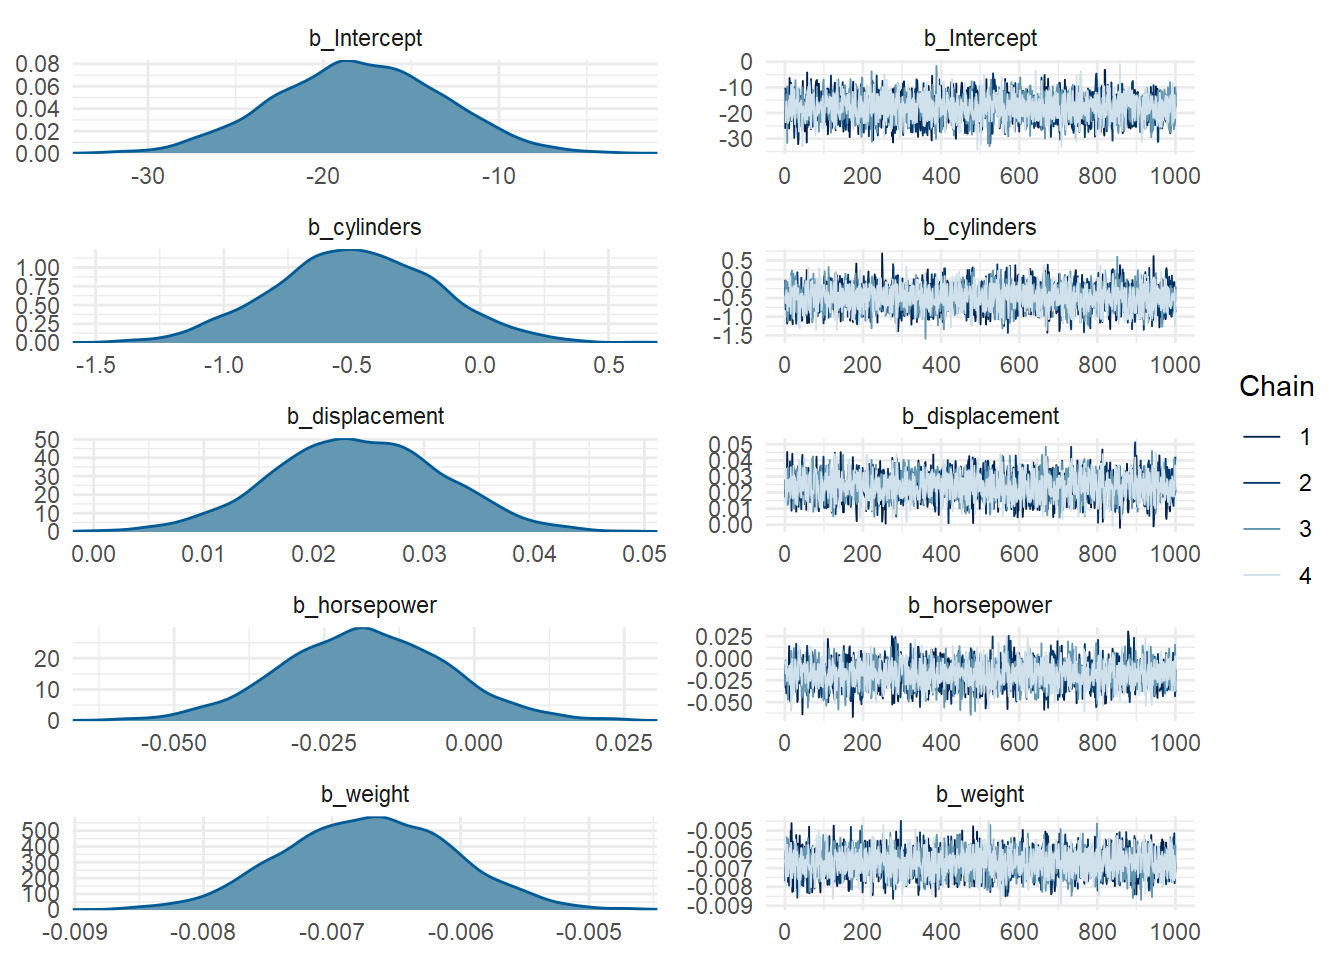 b_Intercept
0.08
0.06
0.04
0.02
0.00
-30 -20 -10
b_Intercept
0
-10
-20
-30
0 200 400 600 800 1000
b_cylinders
1.00
0.75
0.50
0.25
0.00
-1.5 -1.0 -0.5 0.0 0.5
b_cylinders
0.5
0.0
-0.5
-1.0
-1.5
0 200 400 600 800 1000
b_displacement
50
40
30
20
10
0
0.00 0.01 0.02 0.03 0.04 0.05
b_displacement
0.05
0.04
0.03
0.02
0.01
0.00
0 200 400 600 800 1000
b_horsepower
20
10
0
-0.050 -0.025 0.000 0.025
b_horsepower
0.025
0.000
-0.025
-0.050
0 200 400 600 800 1000
b_weight
500
400
300
200
100
0
-0.009 -0.008 -0.007 -0.006 -0.005
b_weight
-0.005
-0.006
-0.007
-0.008
-0.009
0 200 400 600 800 1000
Chain
1
2
3
4